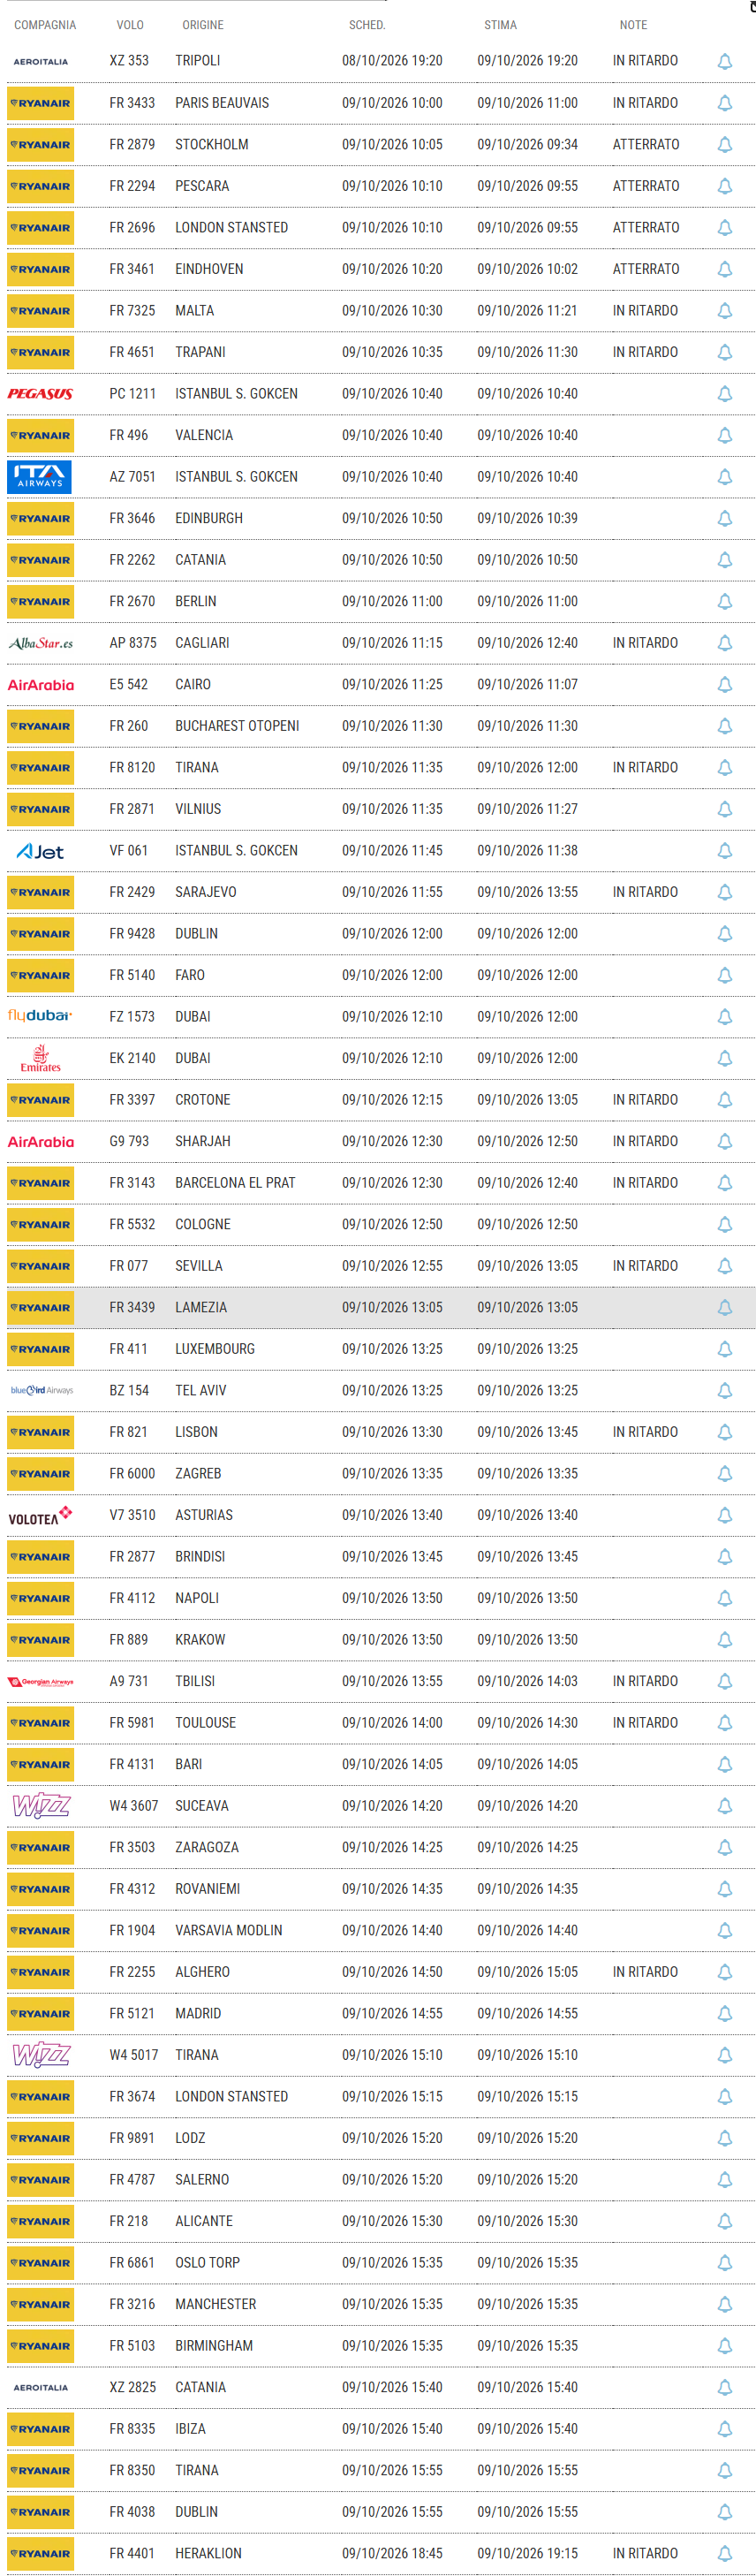 COMPAGNIA VOLO ORIGINE SCHED. STIMA NOTE
AEROITALIA XZ 353 TRIPOLI 08/10/2026 19:20 09/10/2026 19:20 IN RITARDO
RYANAIR FR 3433 PARIS BEAUVAIS 09/10/2026 10:00 09/10/2026 11:00 IN RITARDO
RYANAIR FR 2879 STOCKHOLM 09/10/2026 10:05 09/10/2026 09:34 ATTERRATO
RYANAIR FR 2294 PESCARA 09/10/2026 10:10 09/10/2026 09:55 ATTERRATO
RYANAIR FR 2696 LONDON STANSTED 09/10/2026 10:10 09/10/2026 09:55 ATTERRATO
RYANAIR FR 3461 EINDHOVEN 09/10/2026 10:20 09/10/2026 10:02 ATTERRATO
RYANAIR FR 7325 MALTA 09/10/2026 10:30 09/10/2026 11:21 IN RITARDO
RYANAIR FR 4651 TRAPANI 09/10/2026 10:35 09/10/2026 11:30 IN RITARDO
PEGASUS PC 1211 ISTANBUL S. GOKCEN 09/10/2026 10:40 09/10/2026 10:40
RYANAIR FR 496 VALENCIA 09/10/2026 10:40 09/10/2026 10:40
ITA AIRWAYS AZ 7051 ISTANBUL S. GOKCEN 09/10/2026 10:40 09/10/2026 10:40
RYANAIR FR 3646 EDINBURGH 09/10/2026 10:50 09/10/2026 10:39
RYANAIR FR 2262 CATANIA 09/10/2026 10:50 09/10/2026 10:50
RYANAIR FR 2670 BERLIN 09/10/2026 11:00 09/10/2026 11:00
AlbaStar.es AP 8375 CAGLIARI 09/10/2026 11:15 09/10/2026 12:40 IN RITARDO
AirArabia E5 542 CAIRO 09/10/2026 11:25 09/10/2026 11:07
RYANAIR FR 260 BUCHAREST OTOPENI 09/10/2026 11:30 09/10/2026 11:30
RYANAIR FR 8120 TIRANA 09/10/2026 11:35 09/10/2026 12:00 IN RITARDO
RYANAIR FR 2871 VILNIUS 09/10/2026 11:35 09/10/2026 11:27
AJet VF 061 ISTANBUL S. GOKCEN 09/10/2026 11:45 09/10/2026 11:38
RYANAIR FR 2429 SARAJEVO 09/10/2026 11:55 09/10/2026 13:55 IN RITARDO
RYANAIR FR 9428 DUBLIN 09/10/2026 12:00 09/10/2026 12:00
RYANAIR FR 5140 FARO 09/10/2026 12:00 09/10/2026 12:00
flydubai FZ 1573 DUBAI 09/10/2026 12:10 09/10/2026 12:00
Emirates EK 2140 DUBAI 09/10/2026 12:10 09/10/2026 12:00
RYANAIR FR 3397 CROTONE 09/10/2026 12:15 09/10/2026 13:05 IN RITARDO
AirArabia G9 793 SHARJAH 09/10/2026 12:30 09/10/2026 12:50 IN RITARDO
RYANAIR FR 3143 BARCELONA EL PRAT 09/10/2026 12:30 09/10/2026 12:40 IN RITARDO
RYANAIR FR 5532 COLOGNE 09/10/2026 12:50 09/10/2026 12:50
RYANAIR FR 077 SEVILLA 09/10/2026 12:55 09/10/2026 13:05 IN RITARDO
RYANAIR FR 3439 LAMEZIA 09/10/2026 13:05 09/10/2026 13:05
RYANAIR FR 411 LUXEMBOURG 09/10/2026 13:25 09/10/2026 13:25
blueBird Airways BZ 154 TEL AVIV 09/10/2026 13:25 09/10/2026 13:25
RYANAIR FR 821 LISBON 09/10/2026 13:30 09/10/2026 13:45 IN RITARDO
RYANAIR FR 6000 ZAGREB 09/10/2026 13:35 09/10/2026 13:35
VOLOTEA V7 3510 ASTURIAS 09/10/2026 13:40 09/10/2026 13:40
RYANAIR FR 2877 BRINDISI 09/10/2026 13:45 09/10/2026 13:45
RYANAIR FR 4112 NAPOLI 09/10/2026 13:50 09/10/2026 13:50
RYANAIR FR 889 KRAKOW 09/10/2026 13:50 09/10/2026 13:50
Georgian Airways A9 731 TBILISI 09/10/2026 13:55 09/10/2026 14:03 IN RITARDO
RYANAIR FR 5981 TOULOUSE 09/10/2026 14:00 09/10/2026 14:30 IN RITARDO
RYANAIR FR 4131 BARI 09/10/2026 14:05 09/10/2026 14:05
WIZZ W4 3607 SUCEAVA 09/10/2026 14:20 09/10/2026 14:20
RYANAIR FR 3503 ZARAGOZA 09/10/2026 14:25 09/10/2026 14:25
RYANAIR FR 4312 ROVANIEMI 09/10/2026 14:35 09/10/2026 14:35
RYANAIR FR 1904 VARSAVIA MODLIN 09/10/2026 14:40 09/10/2026 14:40
RYANAIR FR 2255 ALGHERO 09/10/2026 14:50 09/10/2026 15:05 IN RITARDO
RYANAIR FR 5121 MADRID 09/10/2026 14:55 09/10/2026 14:55
WIZZ W4 5017 TIRANA 09/10/2026 15:10 09/10/2026 15:10
RYANAIR FR 3674 LONDON STANSTED 09/10/2026 15:15 09/10/2026 15:15
RYANAIR FR 9891 LODZ 09/10/2026 15:20 09/10/2026 15:20
RYANAIR FR 4787 SALERNO 09/10/2026 15:20 09/10/2026 15:20
RYANAIR FR 218 ALICANTE 09/10/2026 15:30 09/10/2026 15:30
RYANAIR FR 6861 OSLO TORP 09/10/2026 15:35 09/10/2026 15:35
RYANAIR FR 3216 MANCHESTER 09/10/2026 15:35 09/10/2026 15:35
RYANAIR FR 5103 BIRMINGHAM 09/10/2026 15:35 09/10/2026 15:35
AEROITALIA XZ 2825 CATANIA 09/10/2026 15:40 09/10/2026 15:40
RYANAIR FR 8335 IBIZA 09/10/2026 15:40 09/10/2026 15:40
RYANAIR FR 8350 TIRANA 09/10/2026 15:55 09/10/2026 15:55
RYANAIR FR 4038 DUBLIN 09/10/2026 15:55 09/10/2026 15:55
RYANAIR FR 4401 HERAKLION 09/10/2026 18:45 09/10/2026 19:15 IN RITARDO